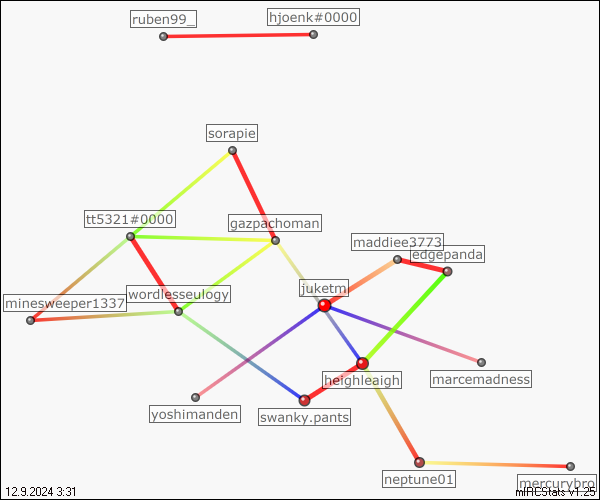 ruben99_
hjoenk#0000
sorapie
tt5321#0000
gazpachoman
maddiee3773
edgepanda
juketm
wordlesseulogy
minesweeper1337
heighleaigh
marcemadness
yoshimanden
swanky.pants
neptune01
mercurybro
12.9.2024 3:31
mIRCStats v1.25